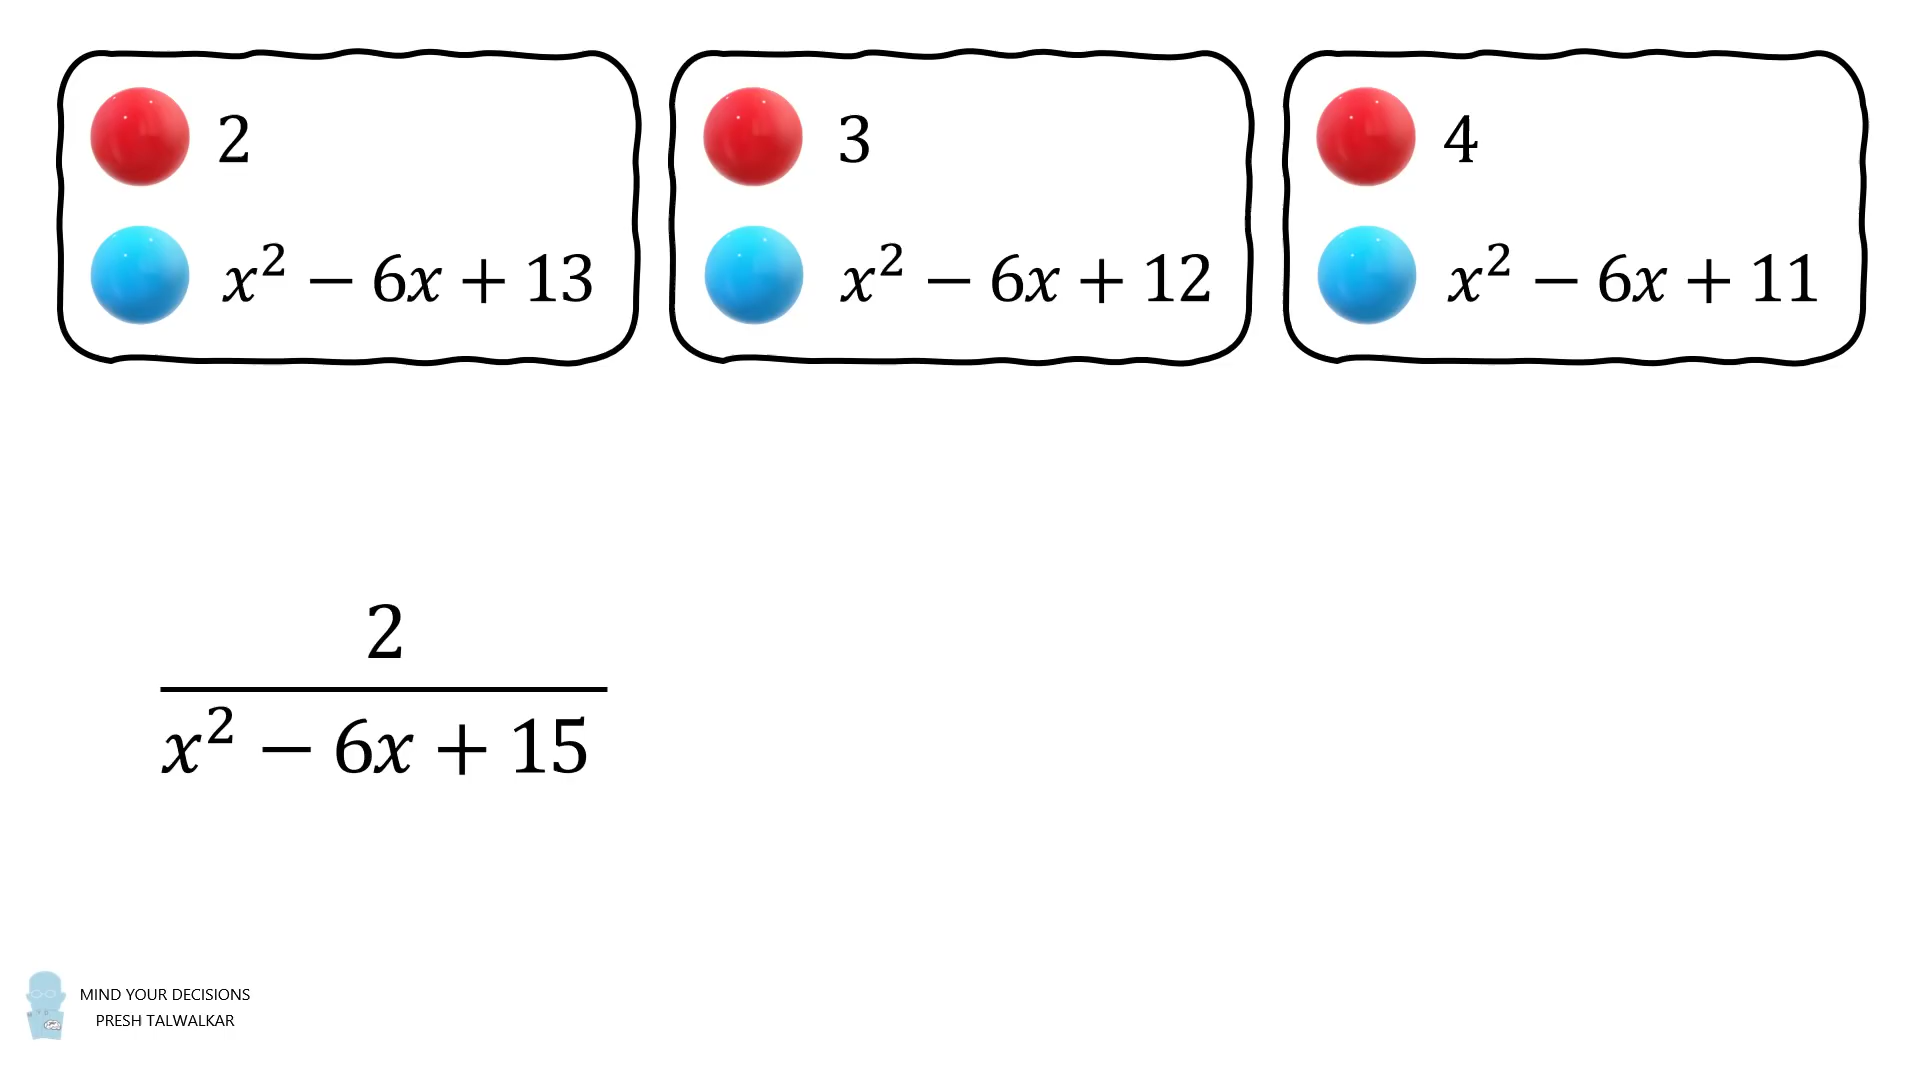 2 3 4
x² − 6x + 13 x² − 6x + 12 x² − 6x + 11
2
x² − 6x + 15
MIND YOUR DECISIONS
PRESH TALWALKAR